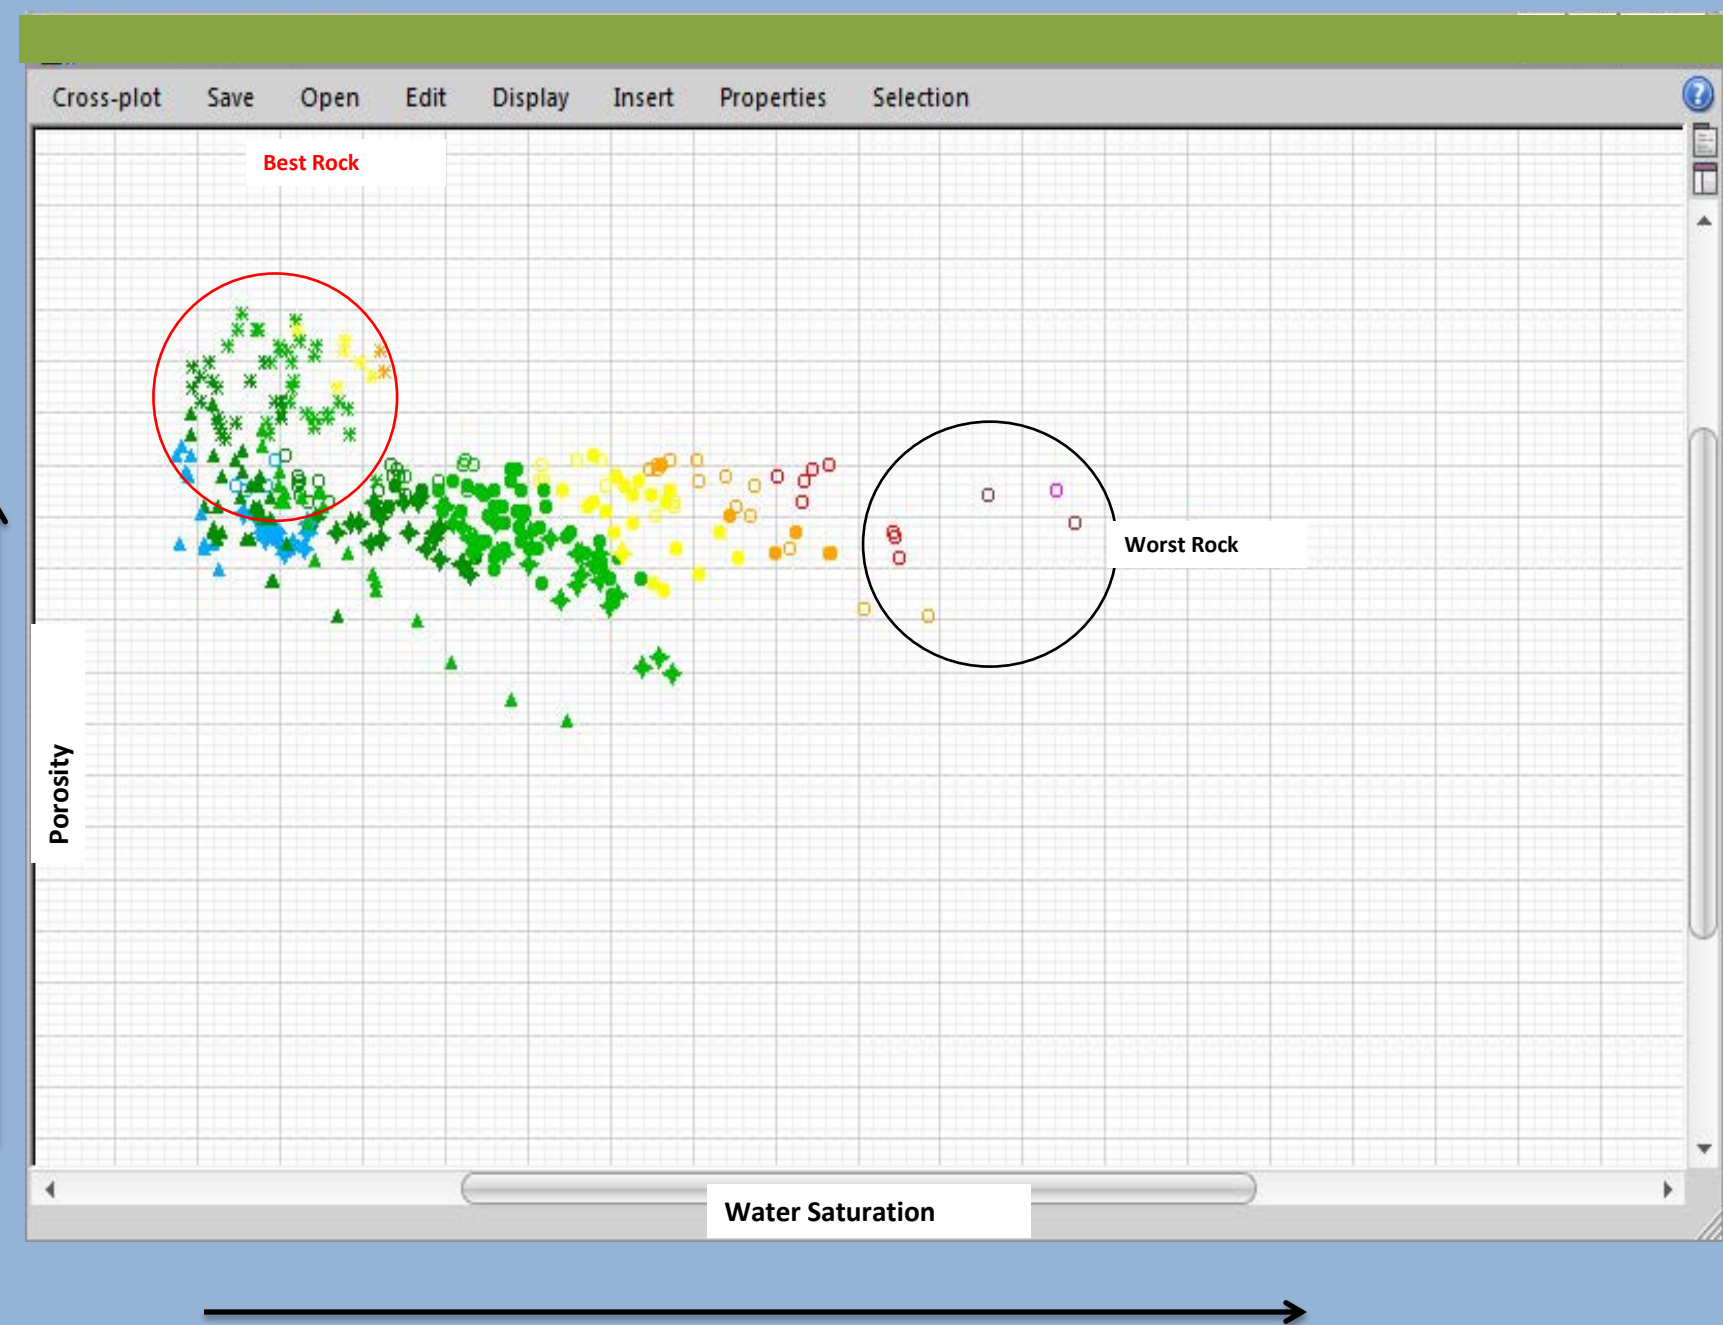 Cross-plot Save Open Edit Display Insert Properties Selection
Best Rock
Worst Rock
Porosity
Water Saturation